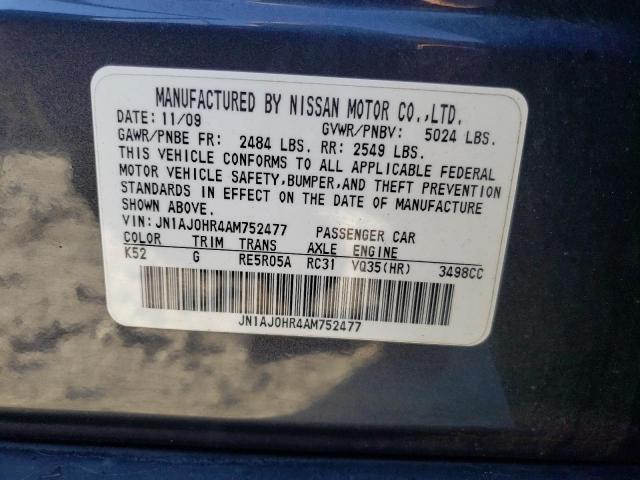 MANUFACTURED BY NISSAN MOTOR CO.,LTD.
DATE: 11/09 GVWR/PNBV: 5024 LBS.
GAWR/PNBE FR: 2484 LBS. RR: 2549 LBS.
THIS VEHICLE CONFORMS TO ALL APPLICABLE FEDERAL
MOTOR VEHICLE SAFETY,BUMPER,AND THEFT PREVENTION
STANDARDS IN EFFECT ON THE DATE OF MANUFACTURE
SHOWN ABOVE.
VIN: JN1AJ0HR4AM752477 PASSENGER CAR
COLOR TRIM TRANS AXLE ENGINE
K52 G RE5R05A RC31 VQ35(HR) 3498CC
JN1AJ0HR4AM752477